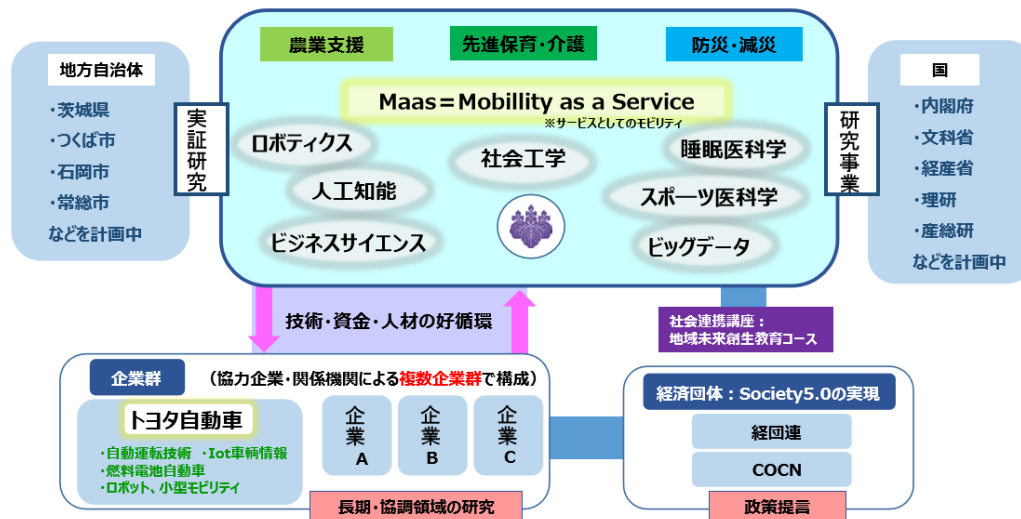 農業支援
先進保育・介護
防災・減災
地方自治体
・茨城県
・つくば市
・石岡市
・常総市
などを計画中
実証研究
Maas=Mobillity as a Service
※サービスとしてのモビリティ
ロボティクス
社会工学
睡眠医科学
人工知能
スポーツ医科学
ビジネスサイエンス
ビッグデータ
研究事業
国
・内閣府
・文科省
・経産省
・理研
・産総研
などを計画中
技術・資金・人材の好循環
社会連携講座：
地域未来創生教育コース
企業群
（協力企業・関係機関による複数企業群で構成）
トヨタ自動車
・自動運転技術 ・Iot車輌情報
・燃料電池自動車
・ロボット、小型モビリティ
企業A
企業B
企業C
長期・協調領域の研究
経済団体：Society5.0の実現
経団連
COCN
政策提言